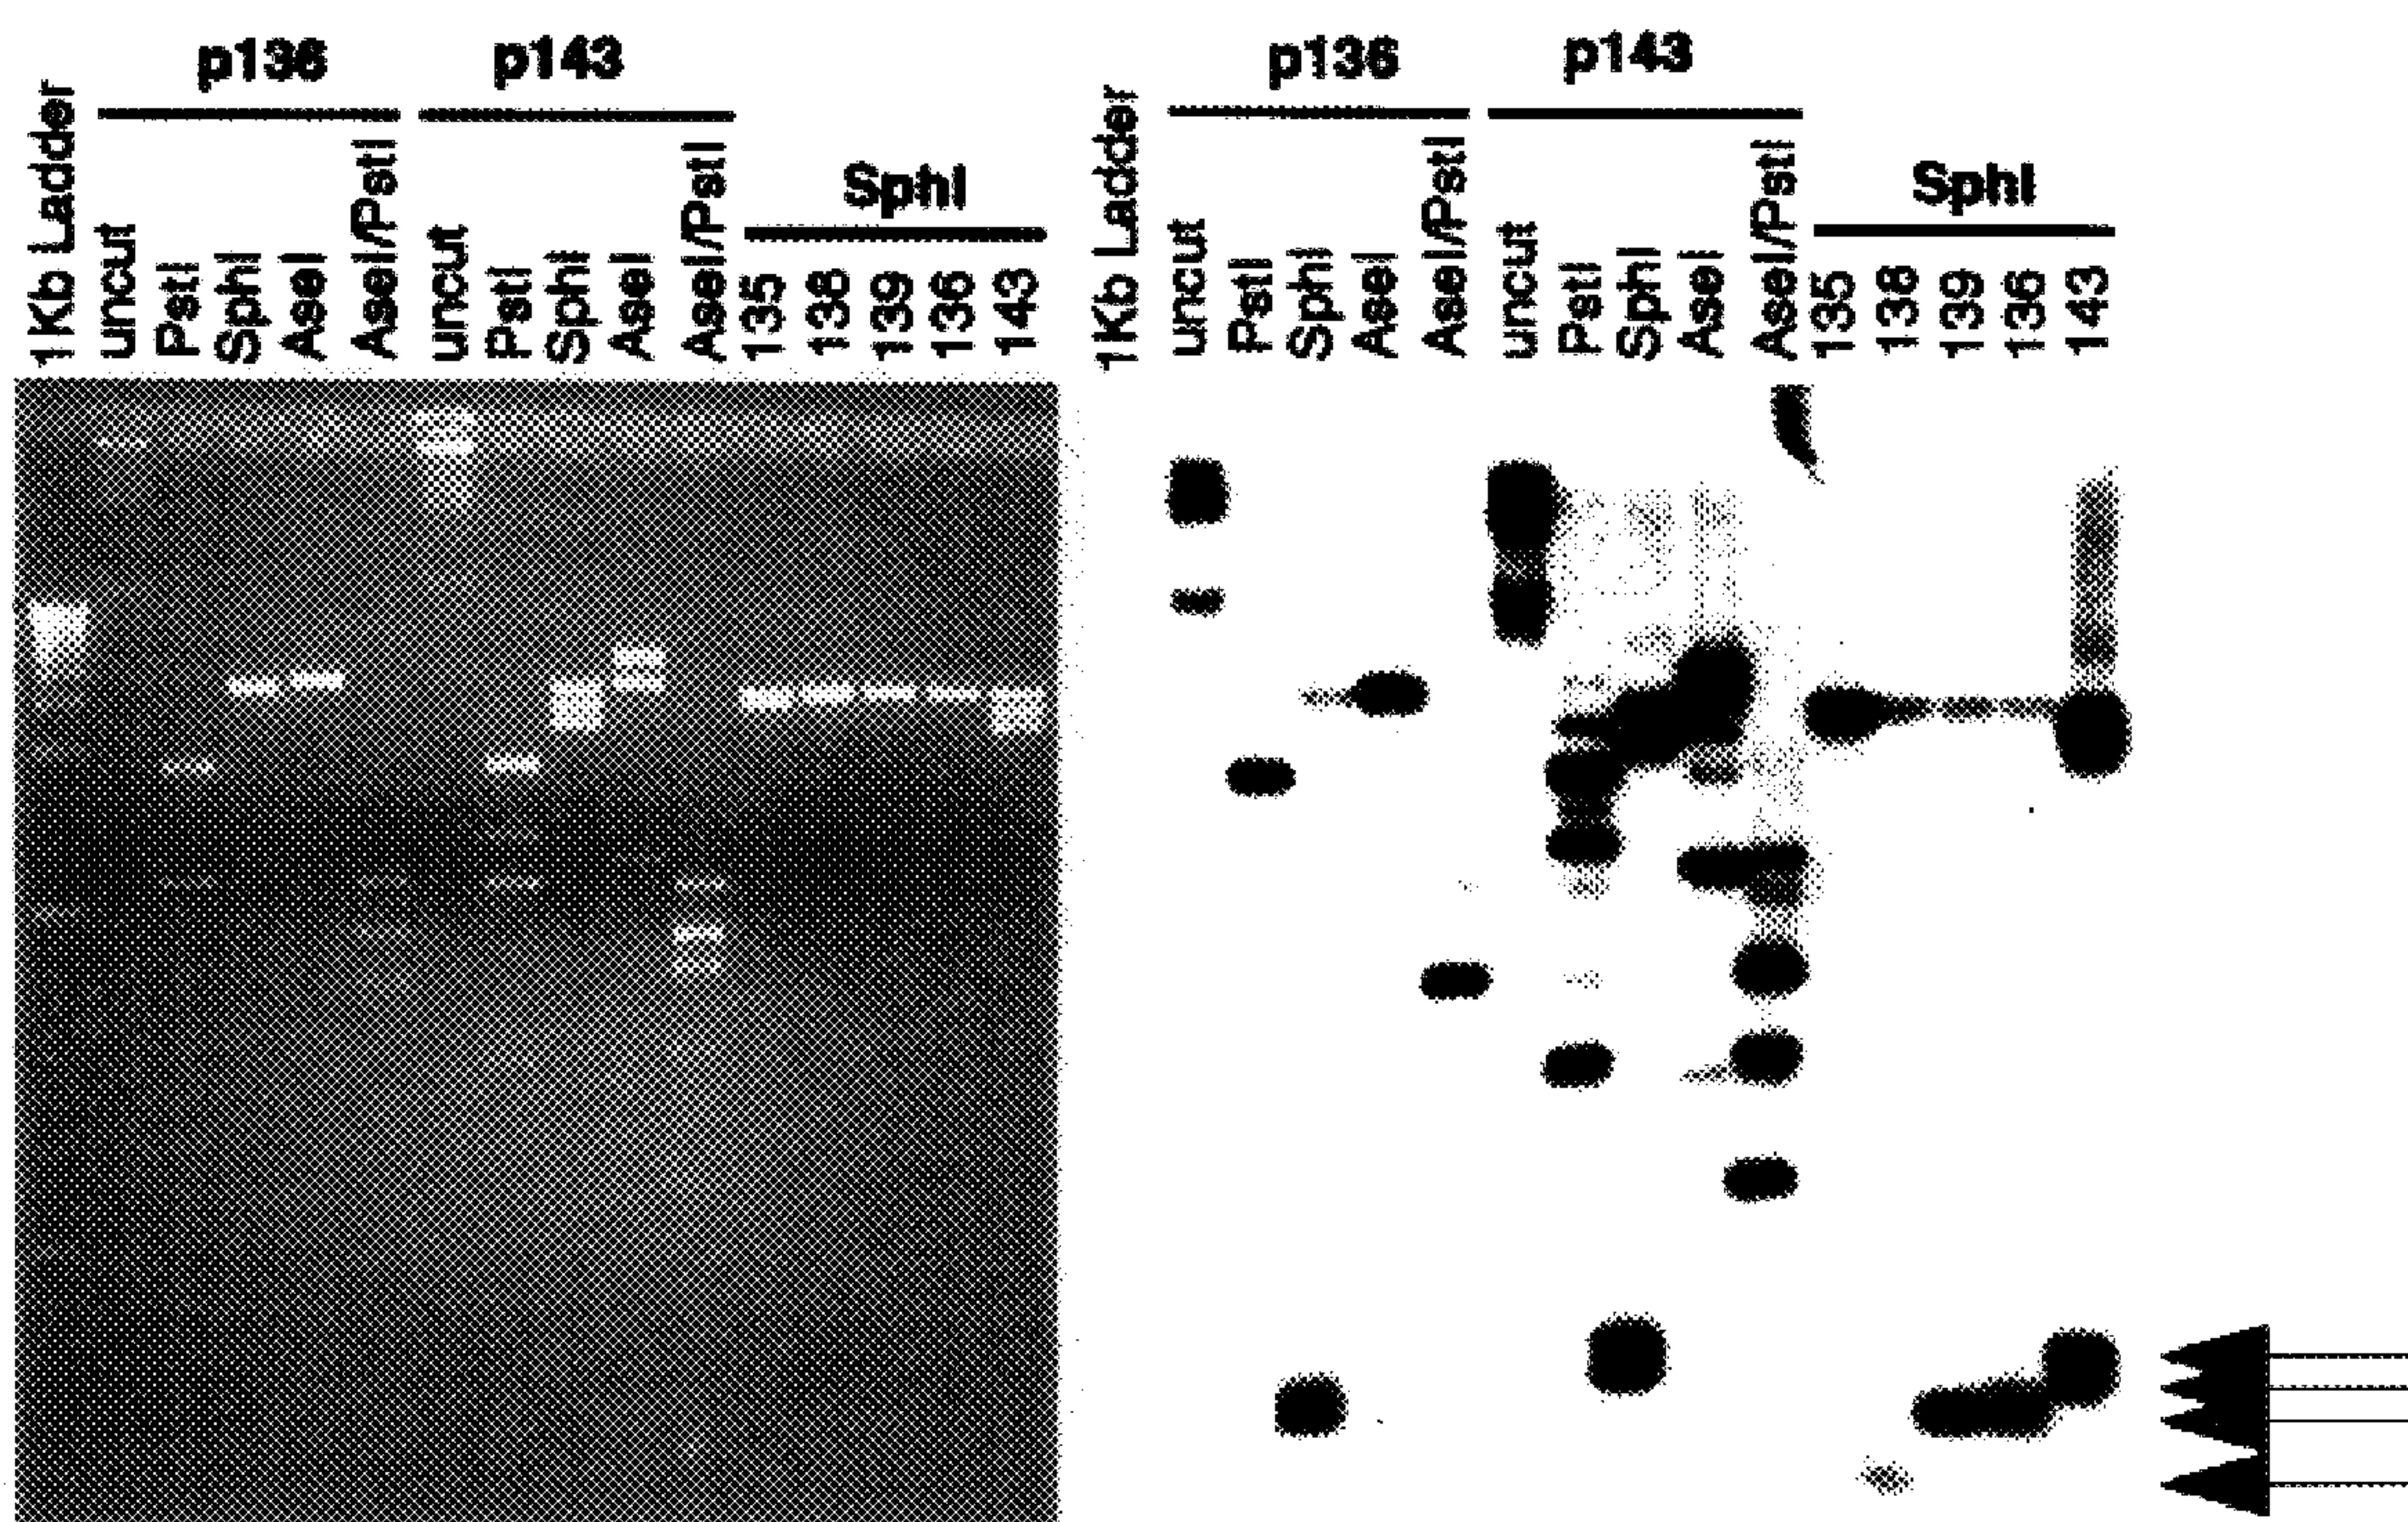 p136 p143 p136 p143
SphI SphI
1Kb Ladder uncut PstI SphI AseI AseI/PstI uncut PstI SphI AseI AseI/PstI 135 138 139 136 143
1Kb Ladder uncut PstI SphI AseI AseI/PstI uncut PstI SphI AseI AseI/PstI 135 138 139 136 143